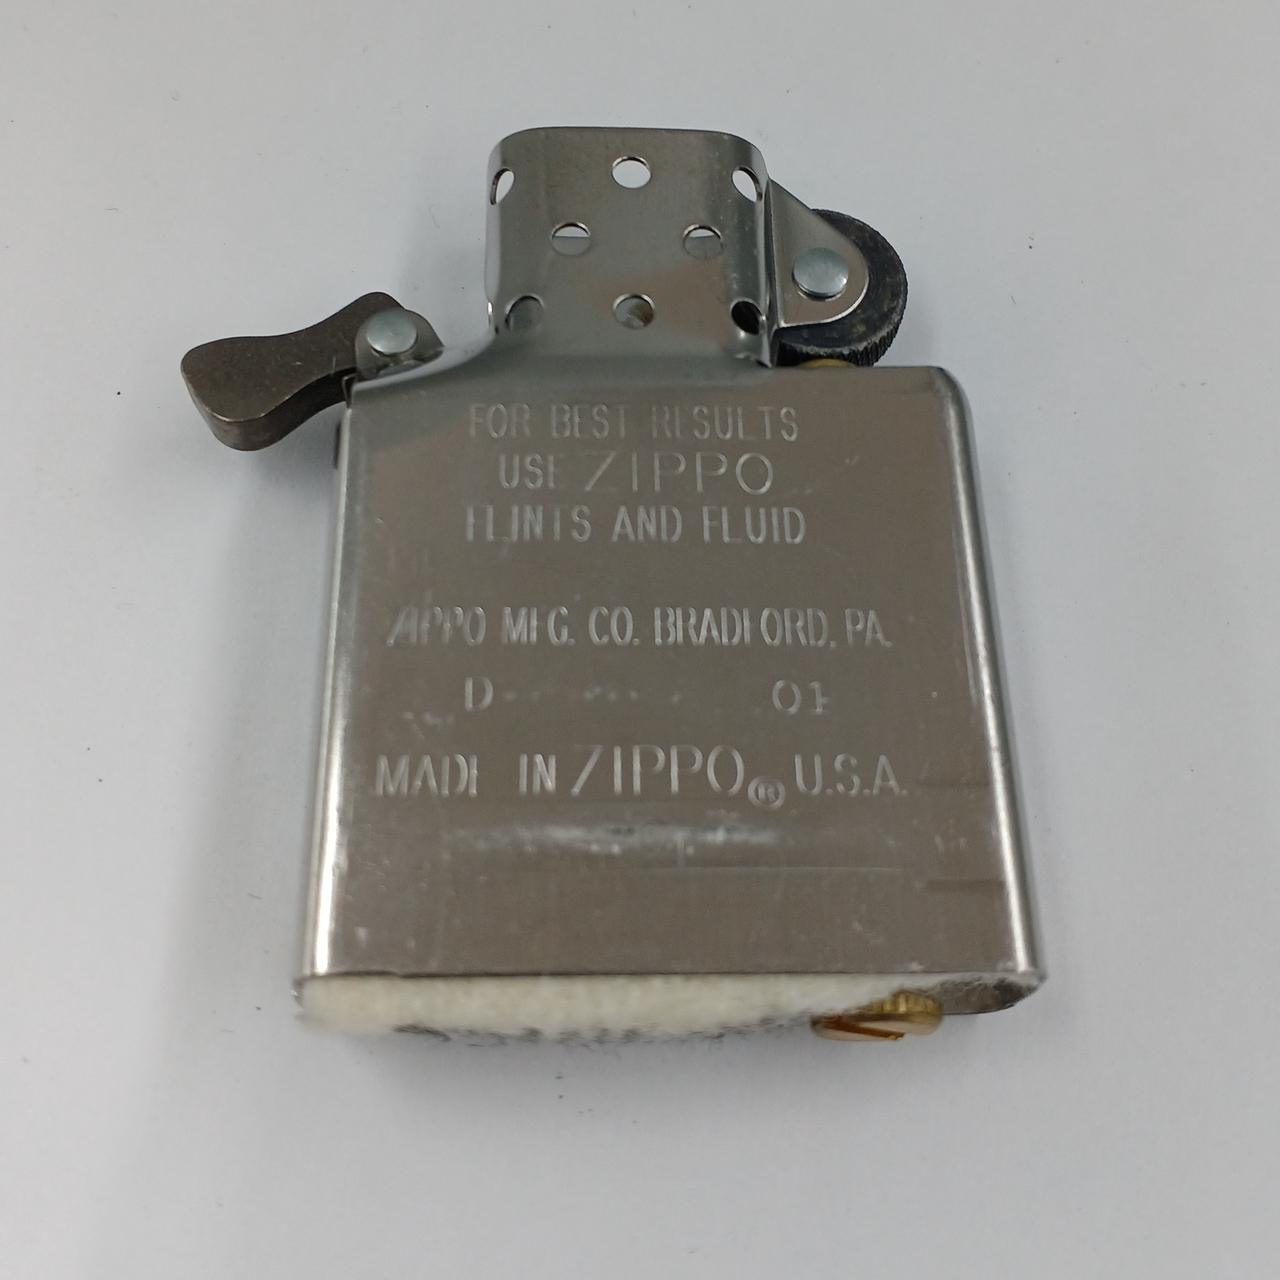 FOR BEST RESULTS
USE ZIPPO
FLINTS AND FLUID
ZIPPO MFG. CO. BRADFORD, PA.
D 01
MADE IN ZIPPO® U.S.A.